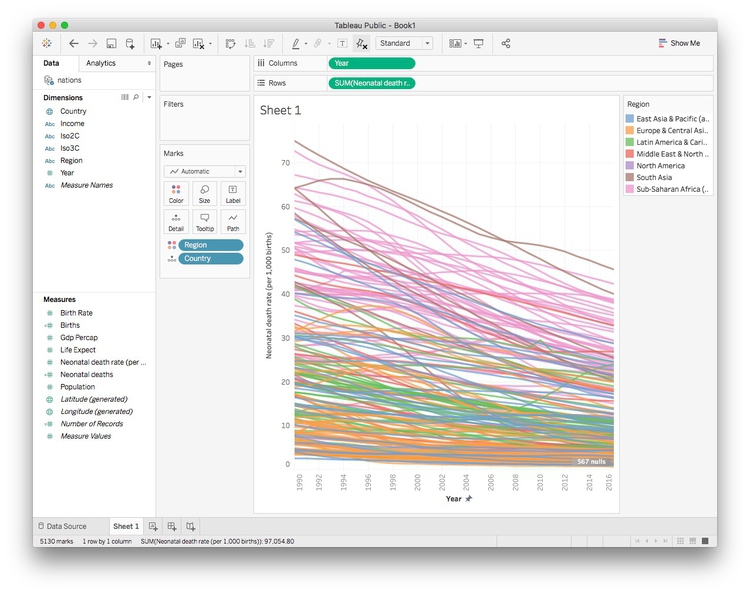 Tableau Public - Book1
Standard
Show Me
Data Analytics
nations
Dimensions
Country
Abc Income
Abc Iso2C
Abc Iso3C
Abc Region
Year
Abc Measure Names
Measures
Birth Rate
Births
Gdp Percap
Life Expect
Neonatal death rate (per ...
Neonatal deaths
Population
Latitude (generated)
Longitude (generated)
Number of Records
Measure Values
Pages
Filters
Marks
Automatic
Color Size Label
Detail Tooltip Path
Region
Country
Columns Year
Rows SUM(Neonatal death r..
Sheet 1
Neonatal death rate (per 1,000 births)
70
60
50
40
30
20
10
0
567 nulls
1990 1992 1994 1996 1998 2000 2002 2004 2006 2008 2010 2012 2014 2016
Year
Region
East Asia & Pacific (a..
Europe & Central Asi..
Latin America & Cari..
Middle East & North ..
North America
South Asia
Sub-Saharan Africa (..
Data Source Sheet 1
5130 marks 1 row by 1 column SUM(Neonatal death rate (per 1,000 births)): 97,054.80